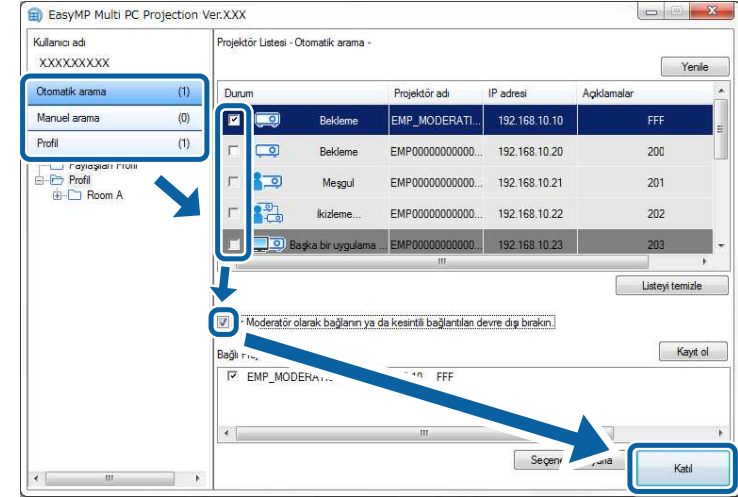 EasyMP Multi PC Projection Ver.X.XX
Kullanıcı adı
XXXXXXXXX
Otomatik arama (1)
Manuel arama (0)
Profil (1)
Profil
Room A
Projektör Listesi - Otomatik arama -
Yenile
Durum Projektör adı IP adresi Açıklamalar
Bekleme EMP_MODERATI... 192.168.10.10 FFF
Bekleme EMP00000000000... 192.168.10.20 200
Meşgul EMP00000000000... 192.168.10.21 201
İkizleme... EMP00000000000... 192.168.10.22 202
Başka bir uygulama ... EMP00000000000... 192.168.10.23 203
Listeyi temizle
Moderatör olarak bağlanın ya da kesintili bağlantıları devre dışı bırakın.
Bağlı
Kayıt ol
FFF
Katıl